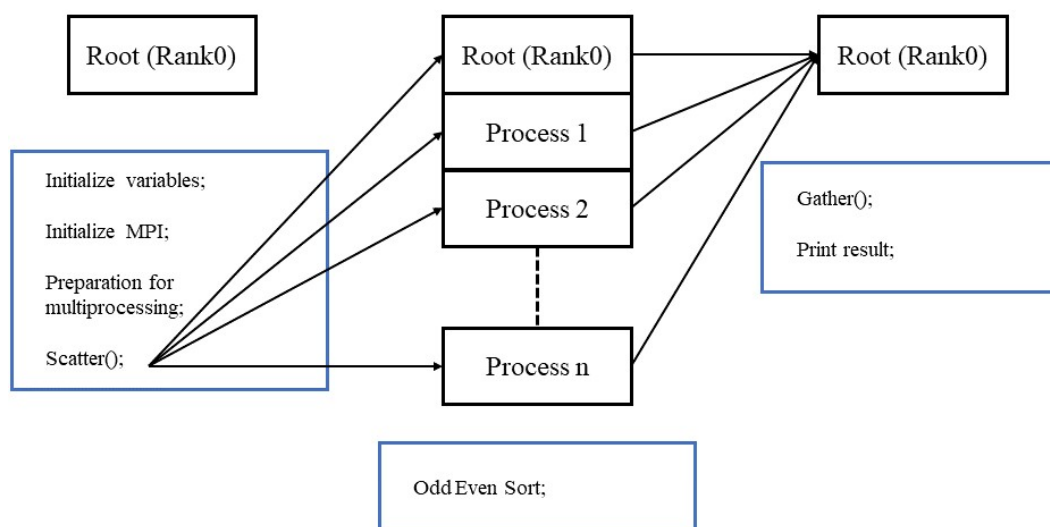 Root (Rank0)
Root (Rank0)
Root (Rank0)
Process 1
Process 2
Process n
Initialize variables;
Initialize MPI;
Preparation for
multiprocessing;
Scatter();
Gather();
Print result;
Odd Even Sort;